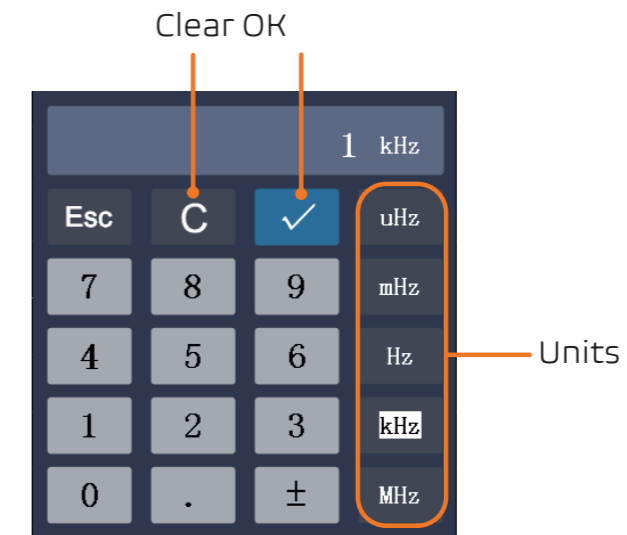 Clear OK
1 kHz
Esc C ✓ uHz
7 8 9 mHz
4 5 6 Hz
Units
1 2 3 kHz
0 . ± MHz